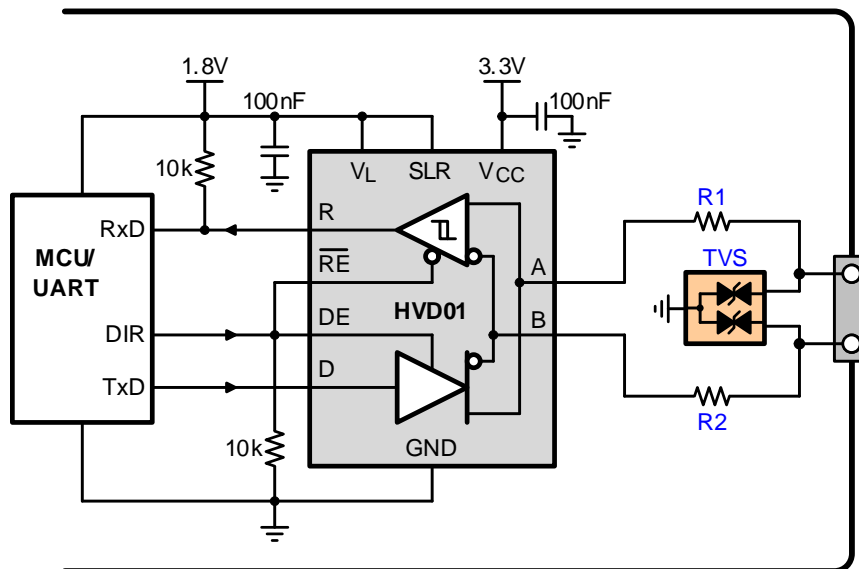 1.8V
3.3V
100nF
100nF
10k
VL
SLR
VCC
R1
RxD
R
TVS
MCU/
UART
RE
A
DIR
DE
HVD01
B
TxD
D
R2
10k
GND